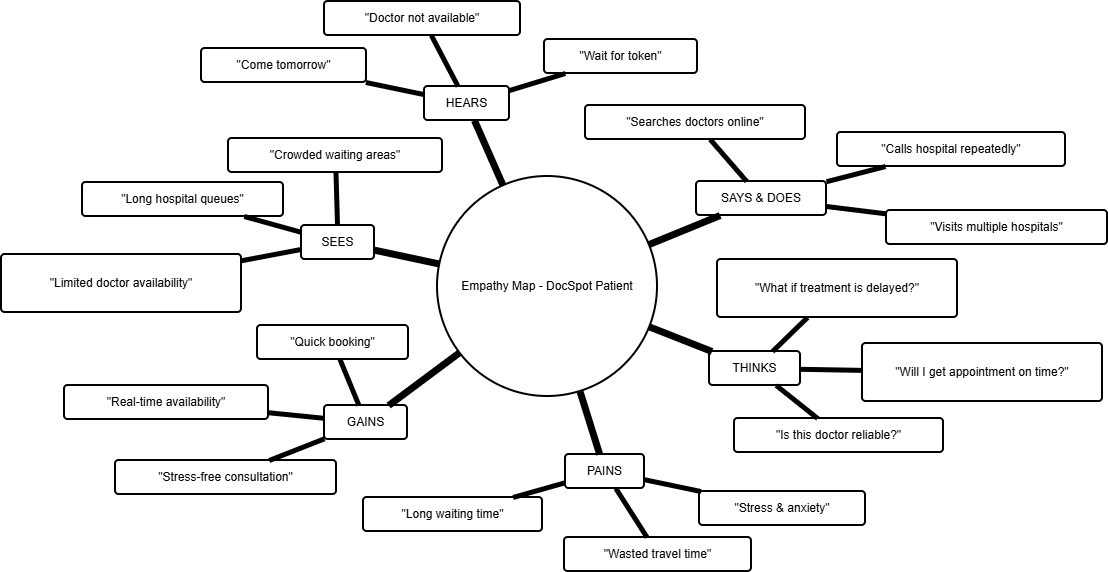 "Doctor not available"
"Come tomorrow"
"Wait for token"
HEARS
"Searches doctors online"
"Calls hospital repeatedly"
SAYS & DOES
"Visits multiple hospitals"
"Crowded waiting areas"
"Long hospital queues"
SEES
"Limited doctor availability"
Empathy Map - DocSpot Patient
"What if treatment is delayed?"
THINKS
"Will I get appointment on time?"
"Is this doctor reliable?"
"Quick booking"
"Real-time availability"
GAINS
"Stress-free consultation"
PAINS
"Long waiting time"
"Stress & anxiety"
"Wasted travel time"